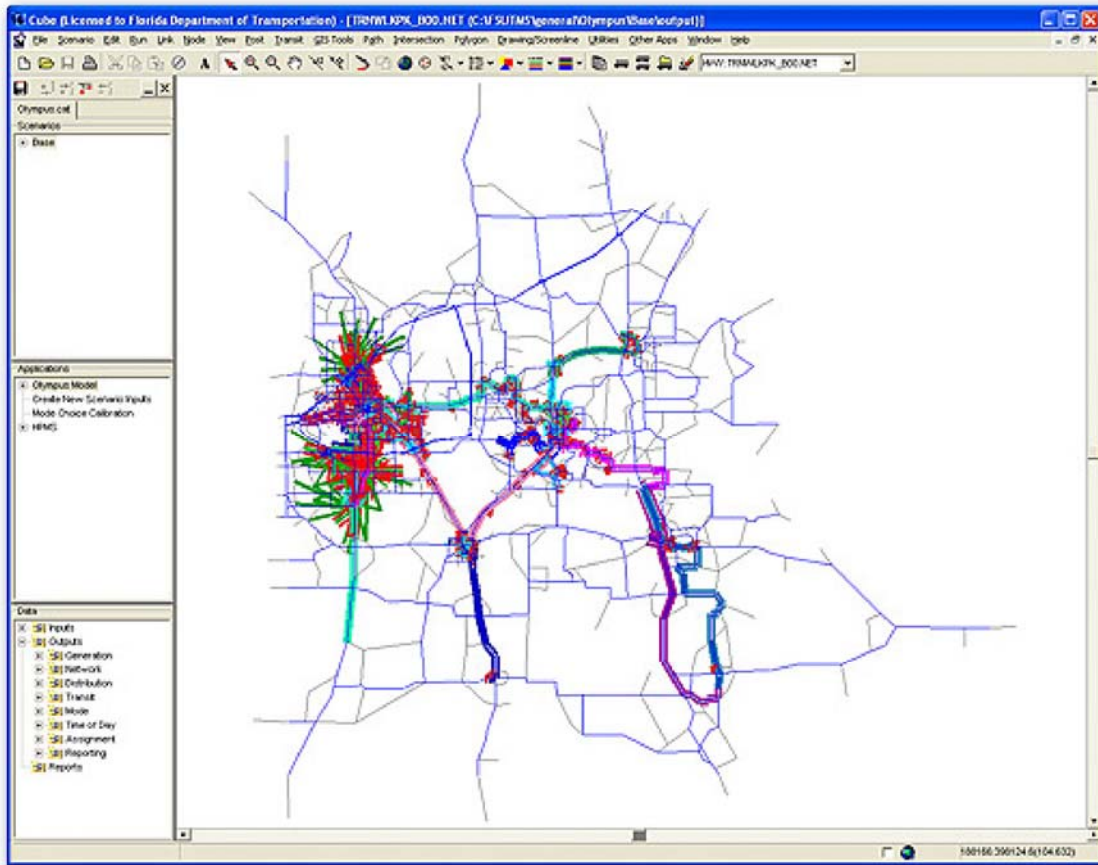 Cube (Licensed to Florida Department of Transportation) - [TRNWLKPK_B00.NET (C:\FSUTMS\general\Olympus\Base\output)]
File Scenario Edit Run Link Node View Post Transit GIS Tools Path Intersection Polygon Drawing/Screenline Utilities Other Apps Window Help
A HWY: TRNWLKPK_B00.NET
Olympus.cat
Scenarios
Base
Applications
Olympus Model
Create New Scenario Inputs
Mode Choice Calibration
HPMS
Data
Inputs
Outputs
Generation
Network
Distribution
Transit
Mode
Time of Day
Assignment
Reporting
Reports